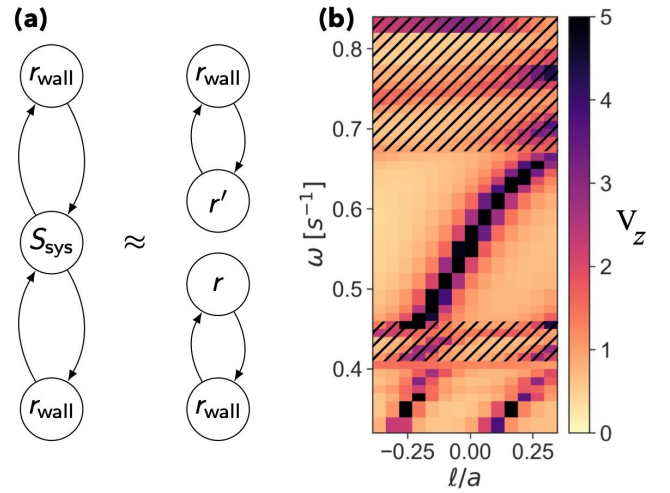 (a)
r_wall
S_sys
r_wall
≈
r_wall
r'
r
r_wall
(b)
ω [s⁻¹]
0.8
0.7
0.6
0.5
0.4
−0.25 0.00 0.25
ℓ/a
5
4
3
2
1
0
V_z